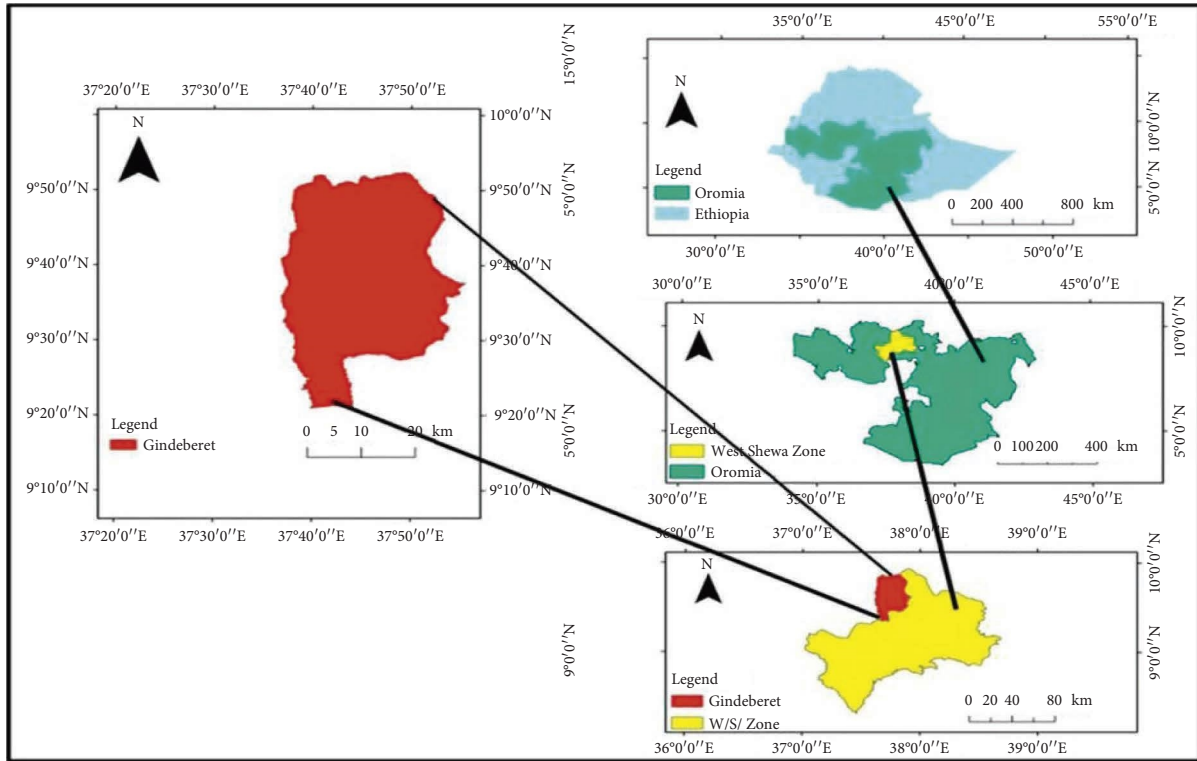 37°20'0''E 37°30'0''E 37°40'0''E 37°50'0''E
N
10°0'0''N
9°50'0''N 9°50'0''N
9°40'0''N 9°40'0''N
9°30'0''N 9°30'0''N
9°20'0''N 9°20'0''N
9°10'0''N 9°10'0''N
Legend
Gindeberet
0 5 10 20 km
37°20'0''E 37°30'0''E 37°40'0''E 37°50'0''E
35°0'0''E 45°0'0''E 55°0'0''E
15°0'0''N
N
10°0'0''N
5°0'0''N 5°0'0''N
Legend
Oromia
Ethiopia
0 200 400 800 km
30°0'0''E 40°0'0''E 50°0'0''E
30°0'0''E 35°0'0''E 40°0'0''E 45°0'0''E
10°0'0''N 10°0'0''N
N
5°0'0''N 5°0'0''N
Legend
West Shewa Zone
Oromia
0 100 200 400 km
30°0'0''E 35°0'0''E 40°0'0''E 45°0'0''E
36°0'0''E 37°0'0''E 38°0'0''E 39°0'0''E
10°0'0''N
N
9°0'0''N 9°0'0''N
Legend
Gindeberet
W/S/ Zone
0 20 40 80 km
36°0'0''E 37°0'0''E 38°0'0''E 39°0'0''E